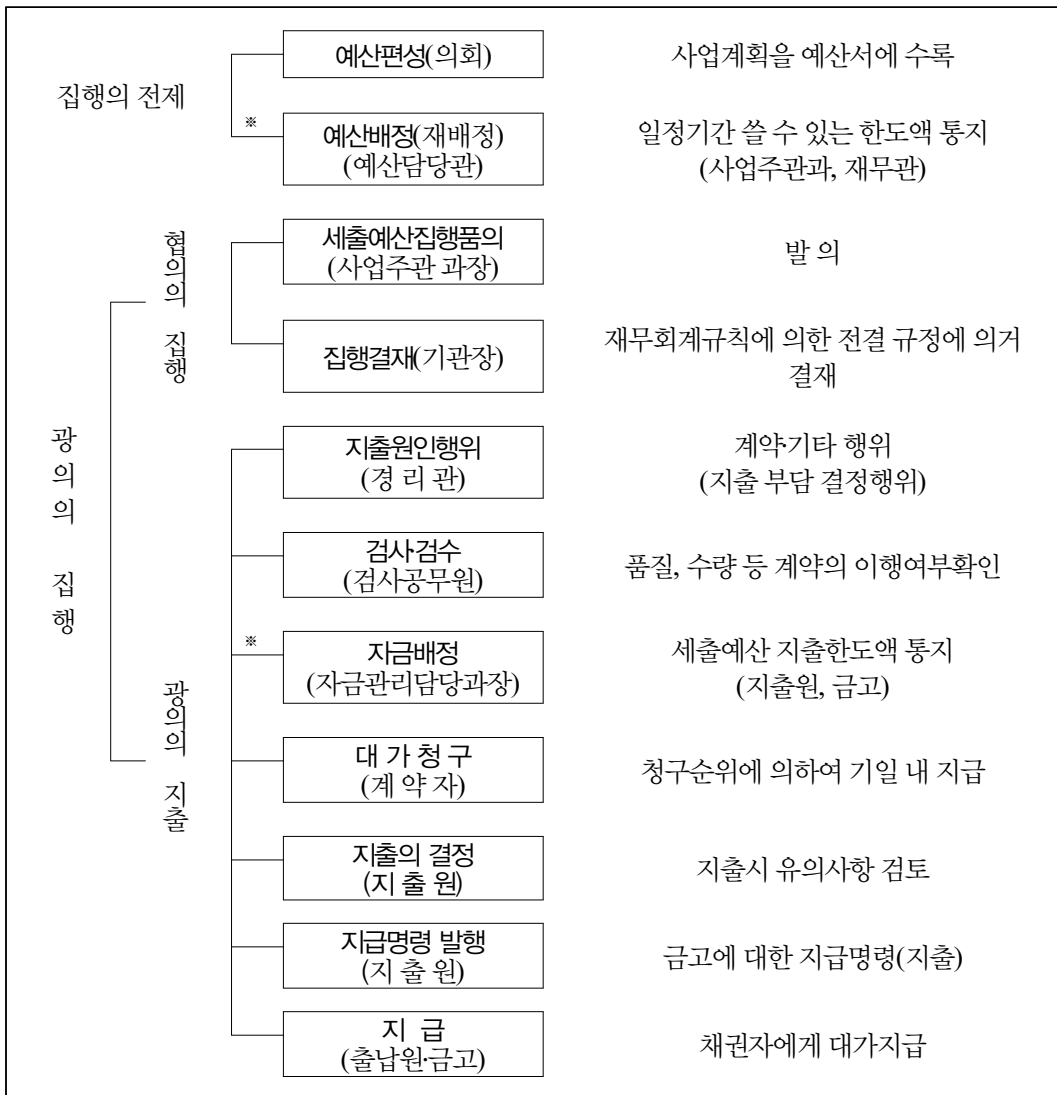 예산편성(의회)
사업계획을 예산서에 수록
집행의 전제
※
예산배정(재배정)
(예산담당관)
일정기간 쓸 수 있는 한도액 통지
(사업주관과, 재무관)
협의의 집행
세출예산집행품의
(사업주관 과장)
발 의
집행결재(기관장)
재무회계규칙에 의한 전결 규정에 의거
결재
광의의 집행
지출원인행위
(경 리 관)
계약·기타 행위
(지출 부담 결정행위)
검사·검수
(검사공무원)
품질, 수량 등 계약의 이행여부확인
※
자금배정
(자금관리담당과장)
세출예산 지출한도액 통지
(지출원, 금고)
광의의 지출
대 가 청 구
(계 약 자)
청구순위에 의하여 기일 내 지급
지출의 결정
(지 출 원)
지출시 유의사항 검토
지급명령 발행
(지 출 원)
금고에 대한 지급명령(지출)
지 급
(출납원·금고)
채권자에게 대가지급